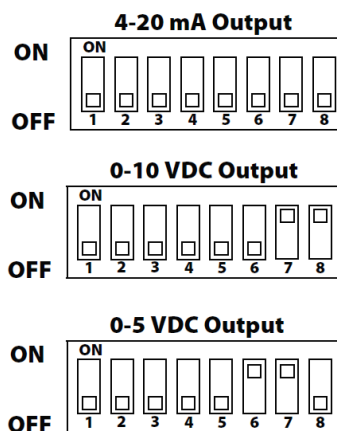 4-20 mA Output
ON ON
OFF 1 2 3 4 5 6 7 8
0-10 VDC Output
ON ON
OFF 1 2 3 4 5 6 7 8
0-5 VDC Output
ON ON
OFF 1 2 3 4 5 6 7 8